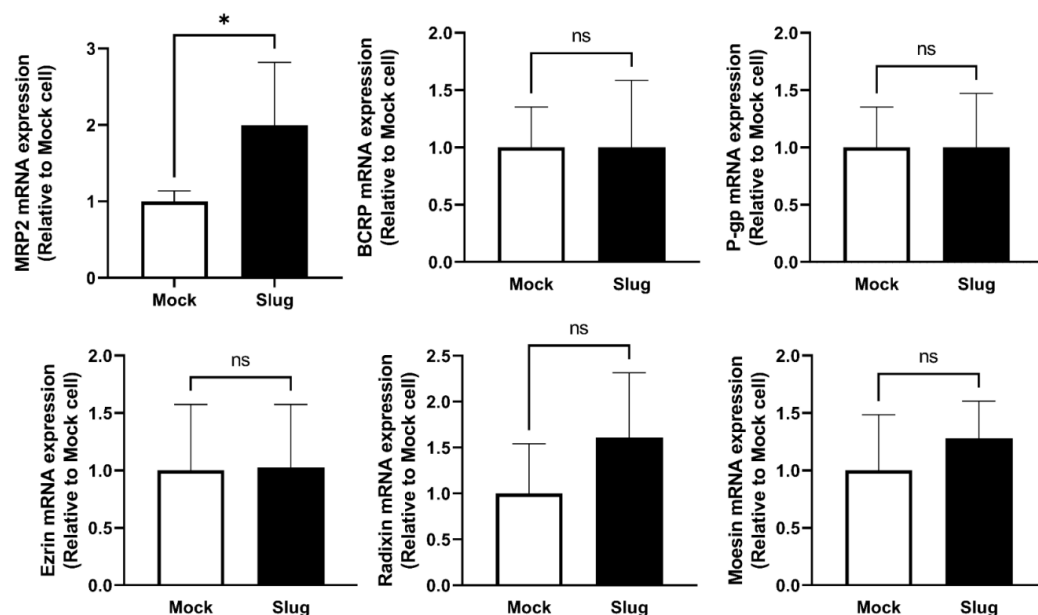 *
MRP2 mRNA expression
(Relative to Mock cell)
3
2
1
0
Mock Slug
ns
BCRP mRNA expression
(Relative to Mock cell)
2.0
1.5
1.0
0.5
0.0
Mock Slug
ns
P-gp mRNA expression
(Relative to Mock cell)
2.0
1.5
1.0
0.5
0.0
Mock Slug
ns
Ezrin mRNA expression
(Relative to Mock cell)
2.0
1.5
1.0
0.5
0.0
Mock Slug
ns
Radixin mRNA expression
(Relative to Mock cell)
2.5
2.0
1.5
1.0
0.5
0.0
Mock Slug
ns
Moesin mRNA expression
(Relative to Mock cell)
2.0
1.5
1.0
0.5
0.0
Mock Slug